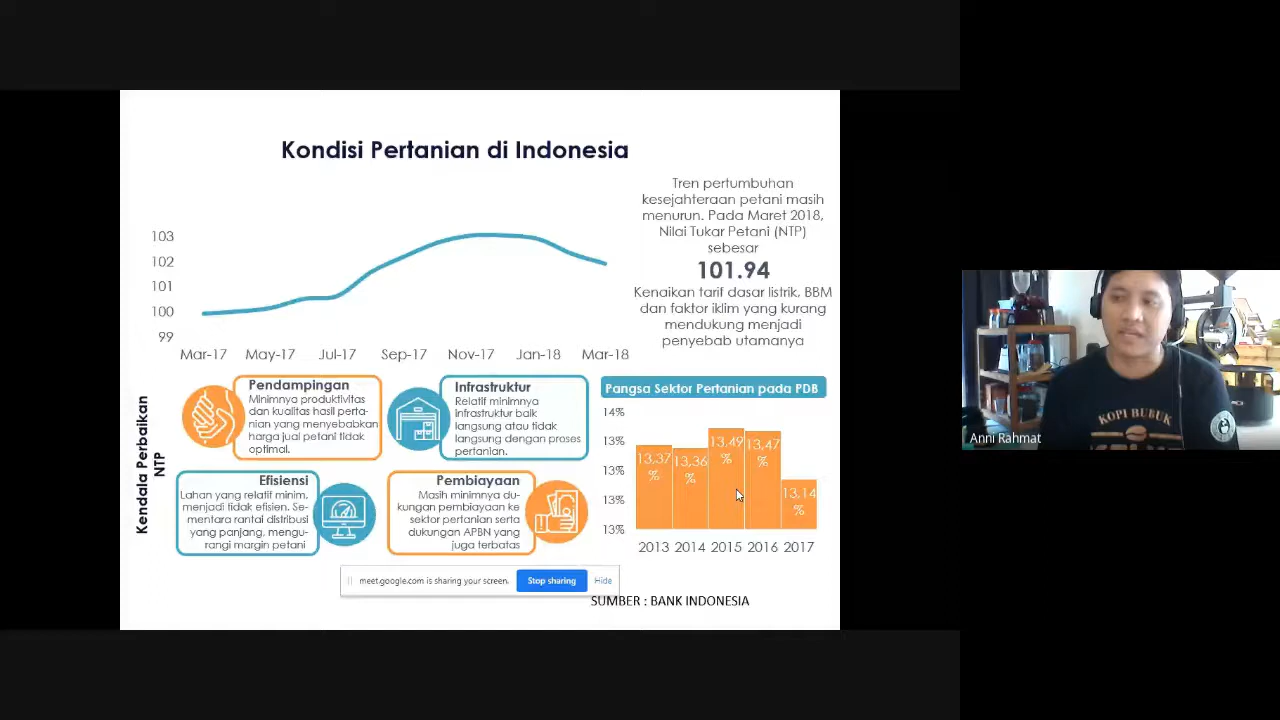 Kondisi Pertanian di Indonesia
103
102
101
100
99
Mar-17 May-17 Jul-17 Sep-17 Nov-17 Jan-18 Mar-18
Tren pertumbuhan
kesejahteraan petani masih
menurun. Pada Maret 2018,
Nilai Tukar Petani (NTP)
sebesar
101.94
Kenaikan tarif dasar listrik, BBM
dan faktor iklim yang kurang
mendukung menjadi
penyebab utamanya
Kendala Perbaikan
NTP
Pendampingan
Minimnya produktivitas
dan kualitas hasil perta-
nian yang menyebabkan
harga jual petani tidak
optimal.
Infrastruktur
Relatif minimnya
infrastruktur baik
langsung atau tidak
langsung dengan proses
pertanian.
Efisiensi
Lahan yang relatif minim,
menjadi tidak efisien. Se-
mentara rantai distribusi
yang panjang, mengu-
rangi margin petani
Pembiayaan
Masih minimnya du-
kungan pembiayaan ke
sektor pertanian serta
dukungan APBN yang
juga terbatas
Pangsa Sektor Pertanian pada PDB
14%
13%
13%
13%
13%
13,37
%
13,36
%
13,49
%
13,47
%
13,14
%
2013 2014 2015 2016 2017
meet.google.com is sharing your screen.
Stop sharing
Hide
SUMBER : BANK INDONESIA
KOPI BUBUK
Anni Rahmat